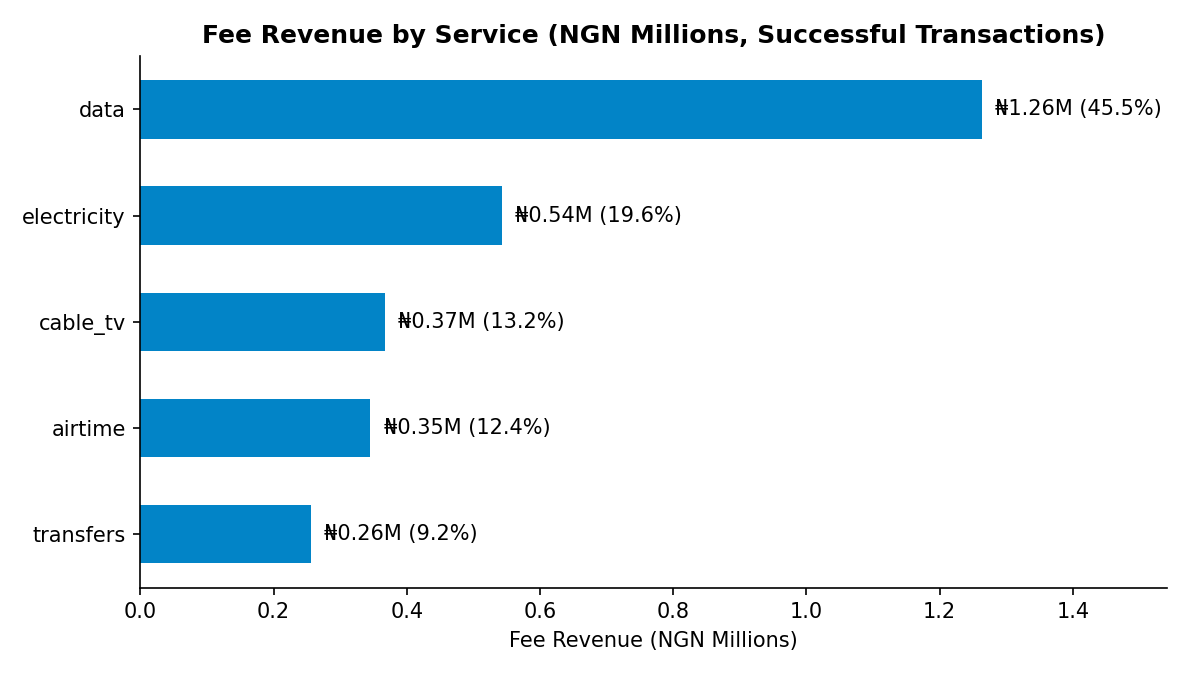 Fee Revenue by Service (NGN Millions, Successful Transactions)
data ₦1.26M (45.5%)
electricity ₦0.54M (19.6%)
cable_tv ₦0.37M (13.2%)
airtime ₦0.35M (12.4%)
transfers ₦0.26M (9.2%)
0.0 0.2 0.4 0.6 0.8 1.0 1.2 1.4
Fee Revenue (NGN Millions)